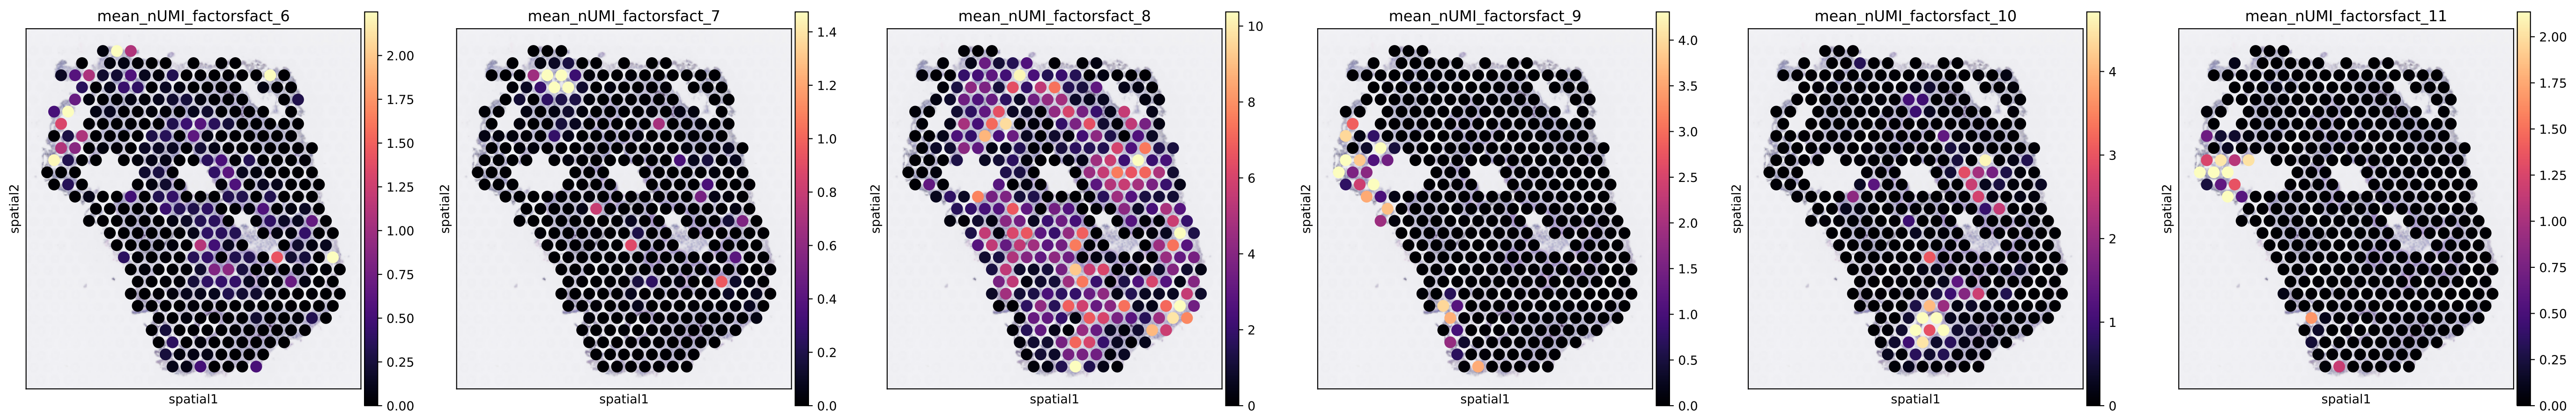 mean_nUMI_factorsfact_6
spatial2
spatial1
2.00
1.75
1.50
1.25
1.00
0.75
0.50
0.25
0.00
mean_nUMI_factorsfact_7
spatial2
spatial1
1.4
1.2
1.0
0.8
0.6
0.4
0.2
0.0
mean_nUMI_factorsfact_8
spatial2
spatial1
10
8
6
4
2
0
mean_nUMI_factorsfact_9
spatial2
spatial1
4.0
3.5
3.0
2.5
2.0
1.5
1.0
0.5
0.0
mean_nUMI_factorsfact_10
spatial2
spatial1
4
3
2
1
0
mean_nUMI_factorsfact_11
spatial2
spatial1
2.00
1.75
1.50
1.25
1.00
0.75
0.50
0.25
0.00